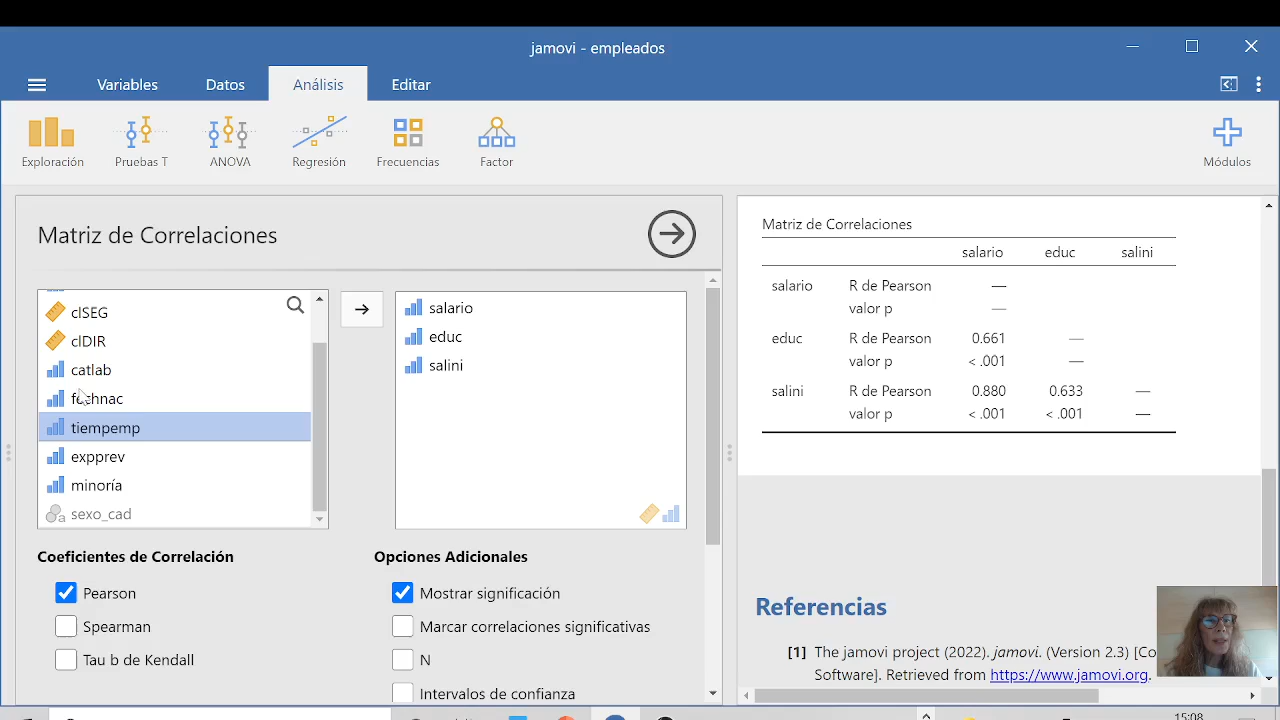 jamovi - empleados
Variables Datos Análisis Editar
Exploración Pruebas T ANOVA Regresión Frecuencias Factor Módulos
Matriz de Correlaciones
clSEG
clDIR
catlab
fechnac
tiempemp
expprev
minoría
sexo_cad
salario
educ
salini
Coeficientes de Correlación
Pearson
Spearman
Tau b de Kendall
Opciones Adicionales
Mostrar significación
Marcar correlaciones significativas
N
Intervalos de confianza
Matriz de Correlaciones
salario educ salini
salario R de Pearson —
valor p —
educ R de Pearson 0.661 —
valor p < .001 —
salini R de Pearson 0.880 0.633 —
valor p < .001 < .001 —
Referencias
[1] The jamovi project (2022). jamovi. (Version 2.3) [Co
Software]. Retrieved from https://www.jamovi.org.
15:08